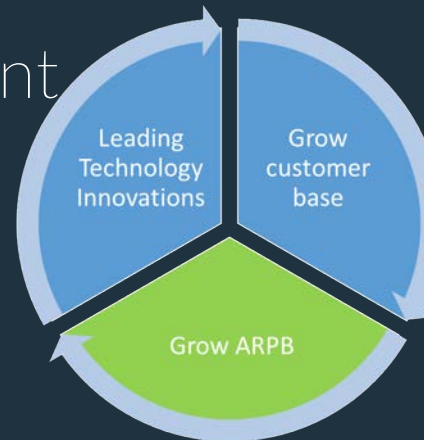 nt
Leading
Technology
Innovations
Grow
customer
base
Grow ARPB